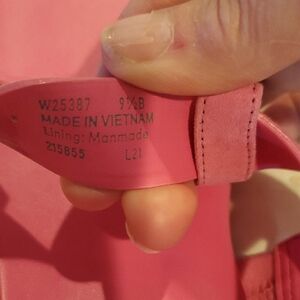 W25387 9½B
MADE IN VIETNAM
Lining: Manmade
215855 L21